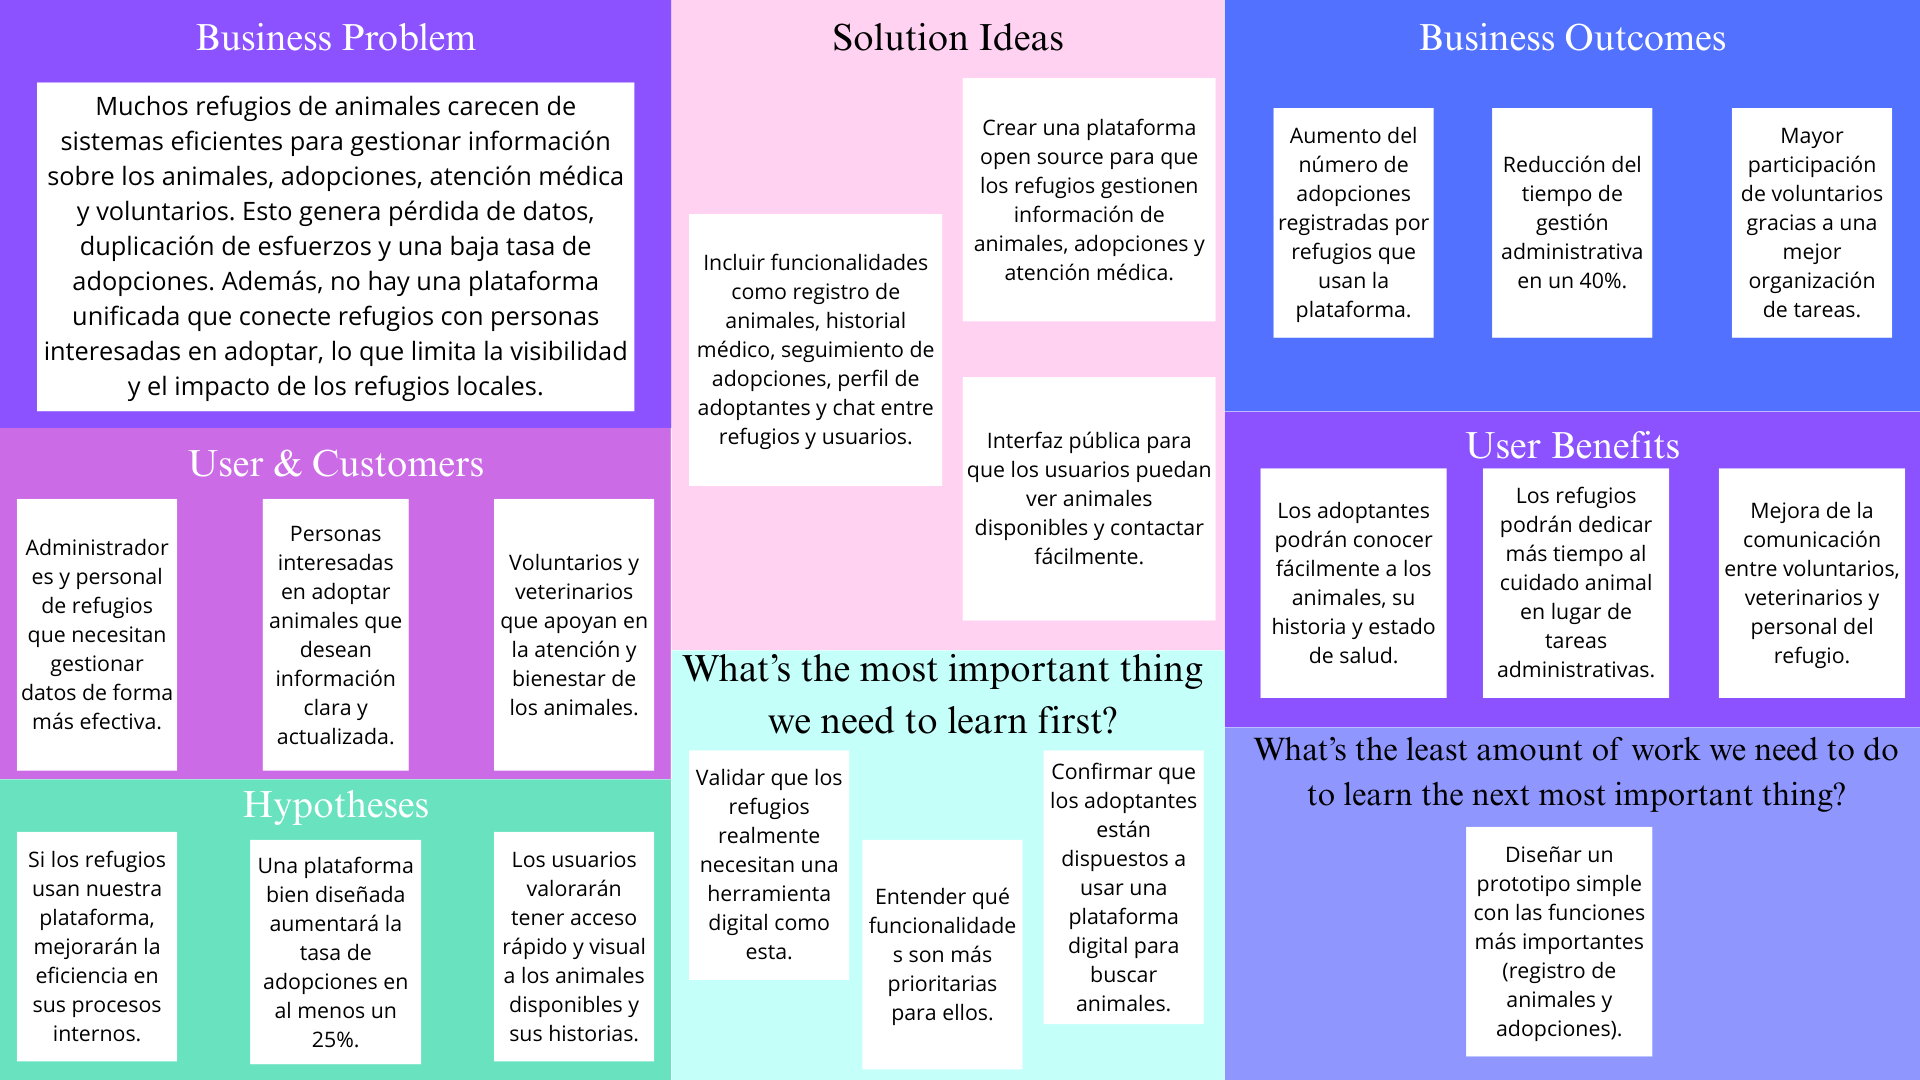 Business Problem
Muchos refugios de animales carecen de
sistemas eficientes para gestionar información
sobre los animales, adopciones, atención médica
y voluntarios. Esto genera pérdida de datos,
duplicación de esfuerzos y una baja tasa de
adopciones. Además, no hay una plataforma
unificada que conecte refugios con personas
interesadas en adoptar, lo que limita la visibilidad
y el impacto de los refugios locales.
User & Customers
Administrador
es y personal
de refugios
que necesitan
gestionar
datos de forma
más efectiva.
Personas
interesadas
en adoptar
animales que
desean
información
clara y
actualizada.
Voluntarios y
veterinarios
que apoyan en
la atención y
bienestar de
los animales.
Hypotheses
Si los refugios
usan nuestra
plataforma,
mejorarán la
eficiencia en
sus procesos
internos.
Una plataforma
bien diseñada
aumentará la
tasa de
adopciones en
al menos un
25%.
Los usuarios
valorarán
tener acceso
rápido y visual
a los animales
disponibles y
sus historias.
Solution Ideas
Incluir funcionalidades
como registro de
animales, historial
médico, seguimiento de
adopciones, perfil de
adoptantes y chat entre
refugios y usuarios.
Crear una plataforma
open source para que
los refugios gestionen
información de
animales, adopciones y
atención médica.
Interfaz pública para
que los usuarios puedan
ver animales
disponibles y contactar
fácilmente.
What's the most important thing
we need to learn first?
Validar que los
refugios
realmente
necesitan una
herramienta
digital como
esta.
Entender qué
funcionalidade
s son más
prioritarias
para ellos.
Confirmar que
los adoptantes
están
dispuestos a
usar una
plataforma
digital para
buscar
animales.
Business Outcomes
Aumento del
número de
adopciones
registradas por
refugios que
usan la
plataforma.
Reducción del
tiempo de
gestión
administrativa
en un 40%.
Mayor
participación
de voluntarios
gracias a una
mejor
organización
de tareas.
User Benefits
Los adoptantes
podrán conocer
fácilmente a los
animales, su
historia y estado
de salud.
Los refugios
podrán dedicar
más tiempo al
cuidado animal
en lugar de
tareas
administrativas.
Mejora de la
comunicación
entre voluntarios,
veterinarios y
personal del
refugio.
What's the least amount of work we need to do
to learn the next most important thing?
Diseñar un
prototipo simple
con las funciones
más importantes
(registro de
animales y
adopciones).